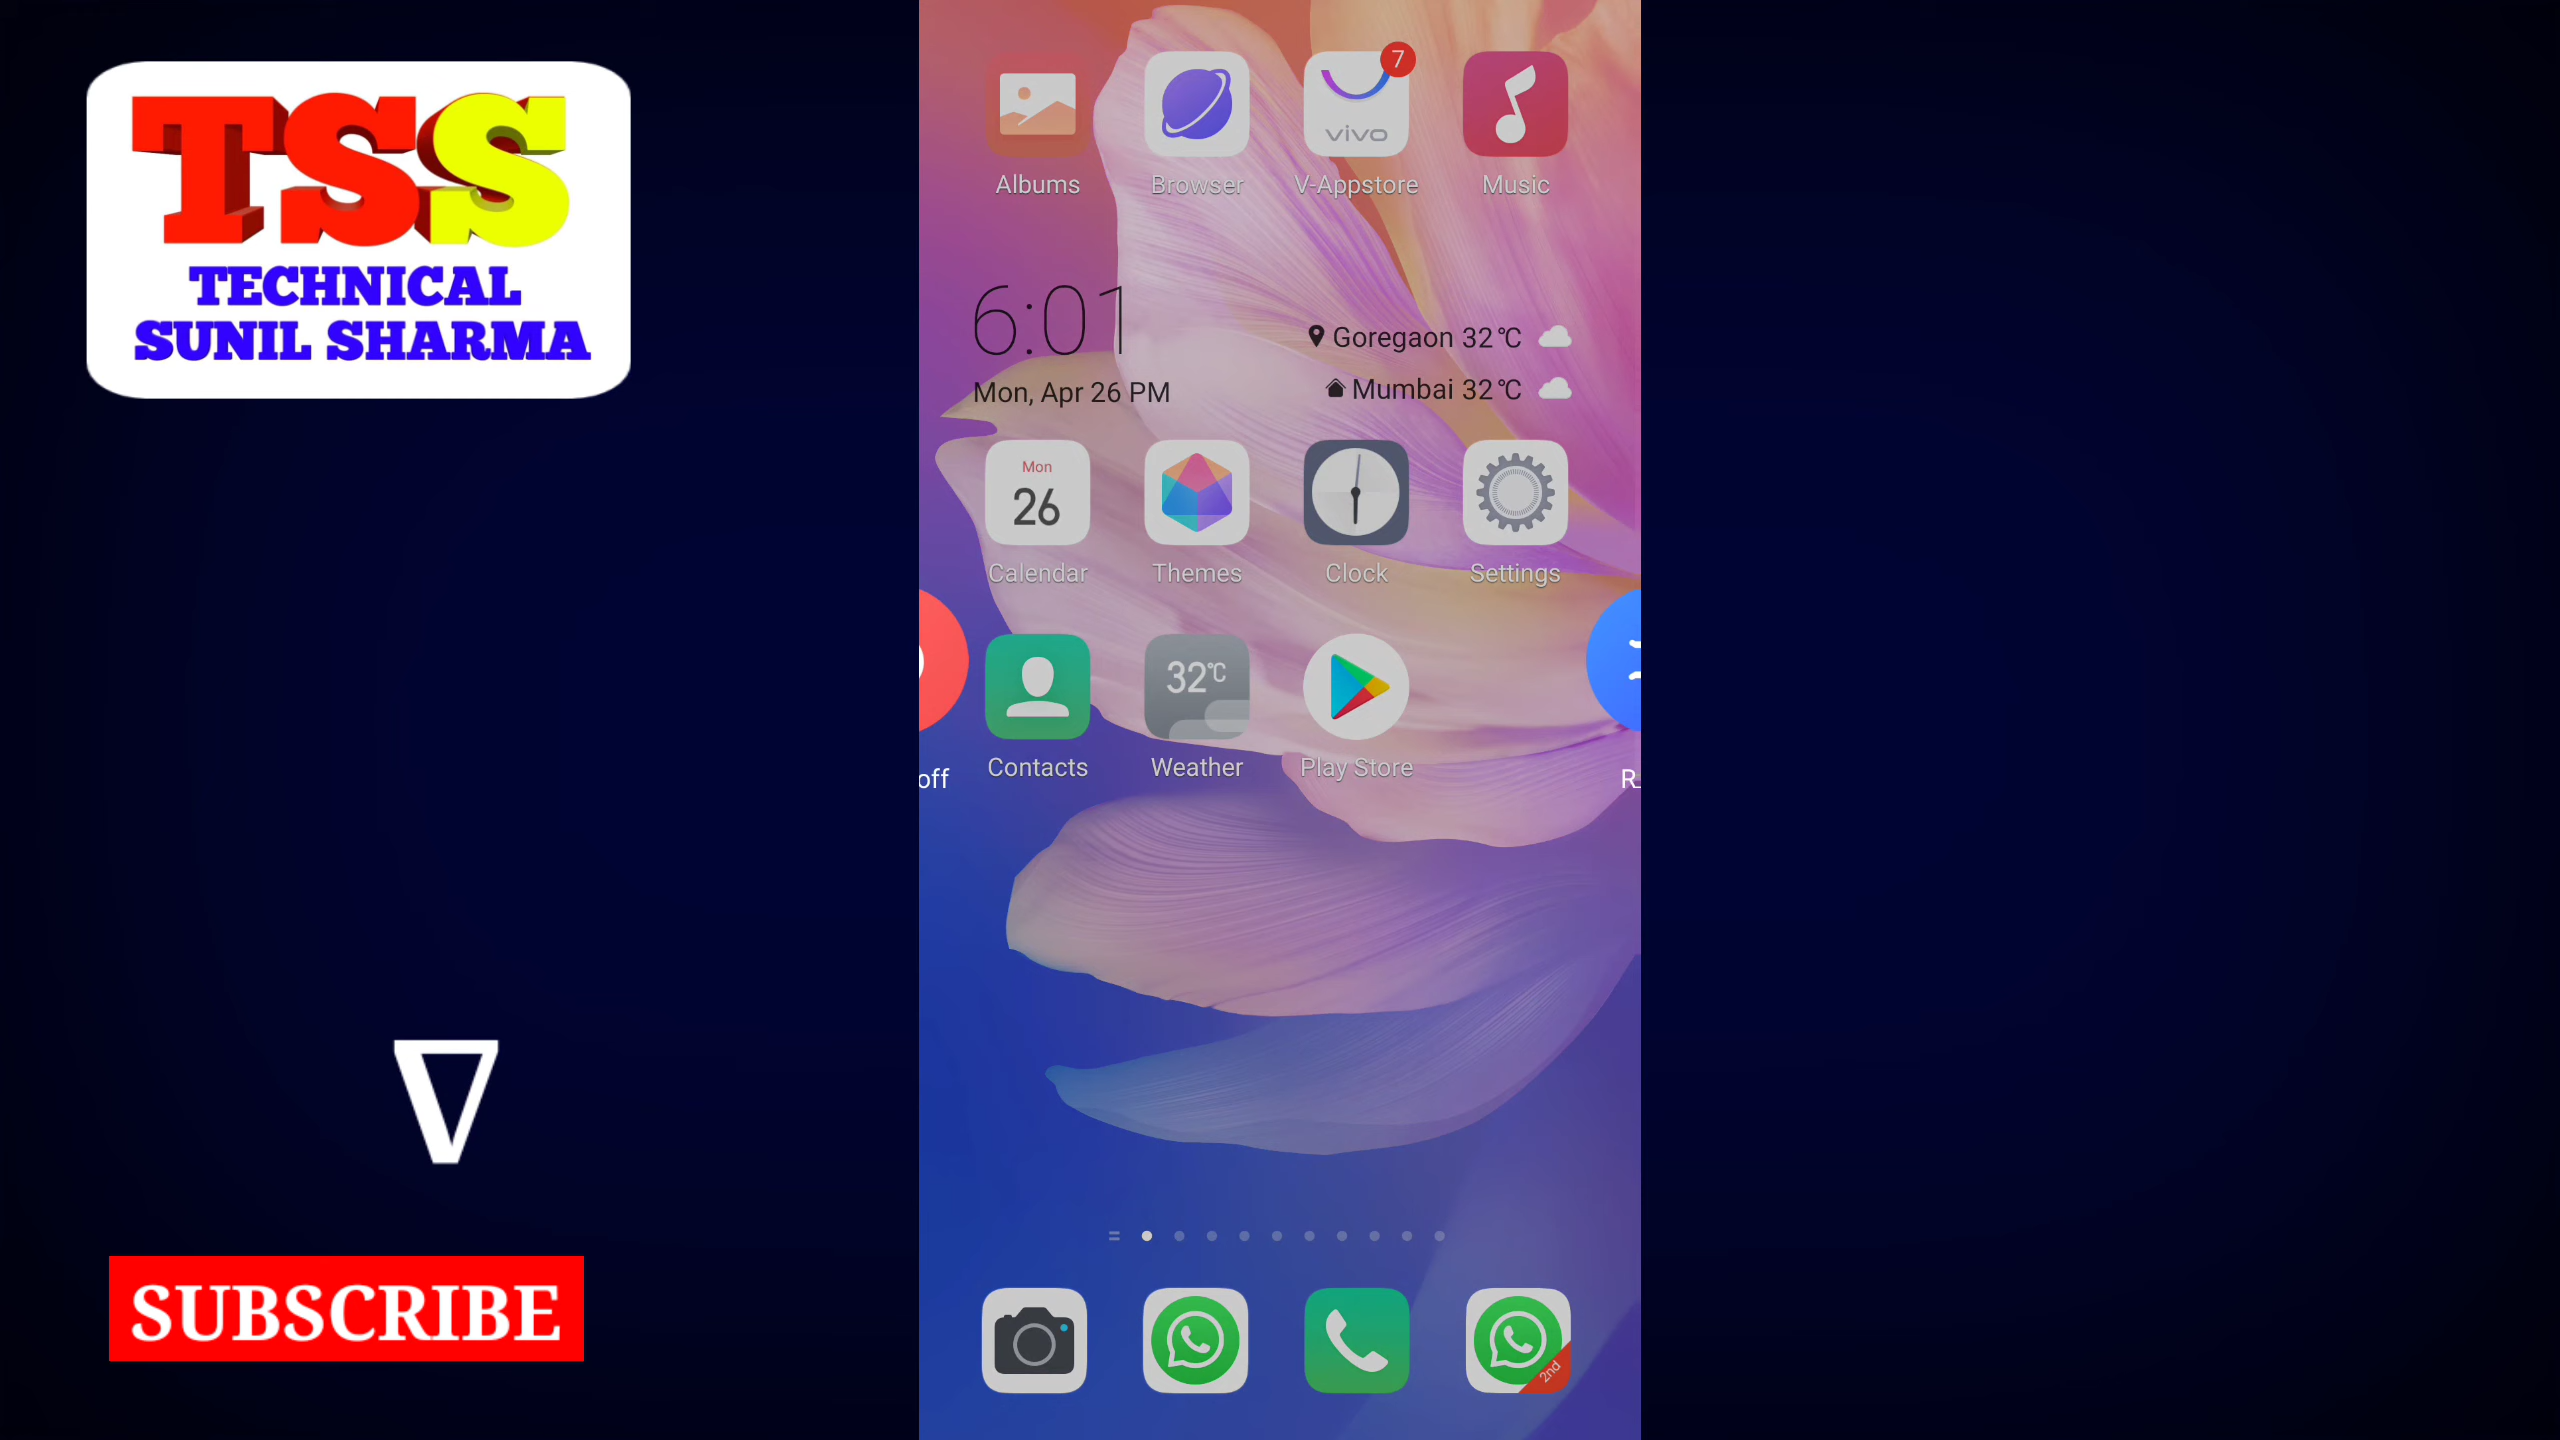 TSS
TECHNICAL
SUNIL SHARMA
7
vivo
Albums Browser V-Appstore Music
6:01
Goregaon 32°C
Mon, Apr 26 PM
Mumbai 32°C
Mon
26
Calendar Themes Clock Settings
32°C
Contacts Weather Play Store
off
SUBSCRIBE
2nd